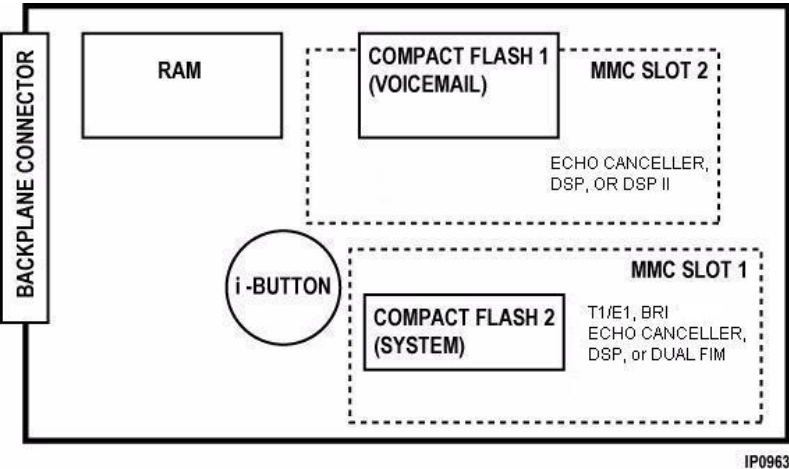 BACKPLANE CONNECTOR
RAM
COMPACT FLASH 1
(VOICEMAIL)
MMC SLOT 2
ECHO CANCELLER,
DSP, OR DSP II
i -BUTTON
MMC SLOT 1
COMPACT FLASH 2
(SYSTEM)
T1/E1, BRI
ECHO CANCELLER,
DSP, or DUAL FIM
IP0963